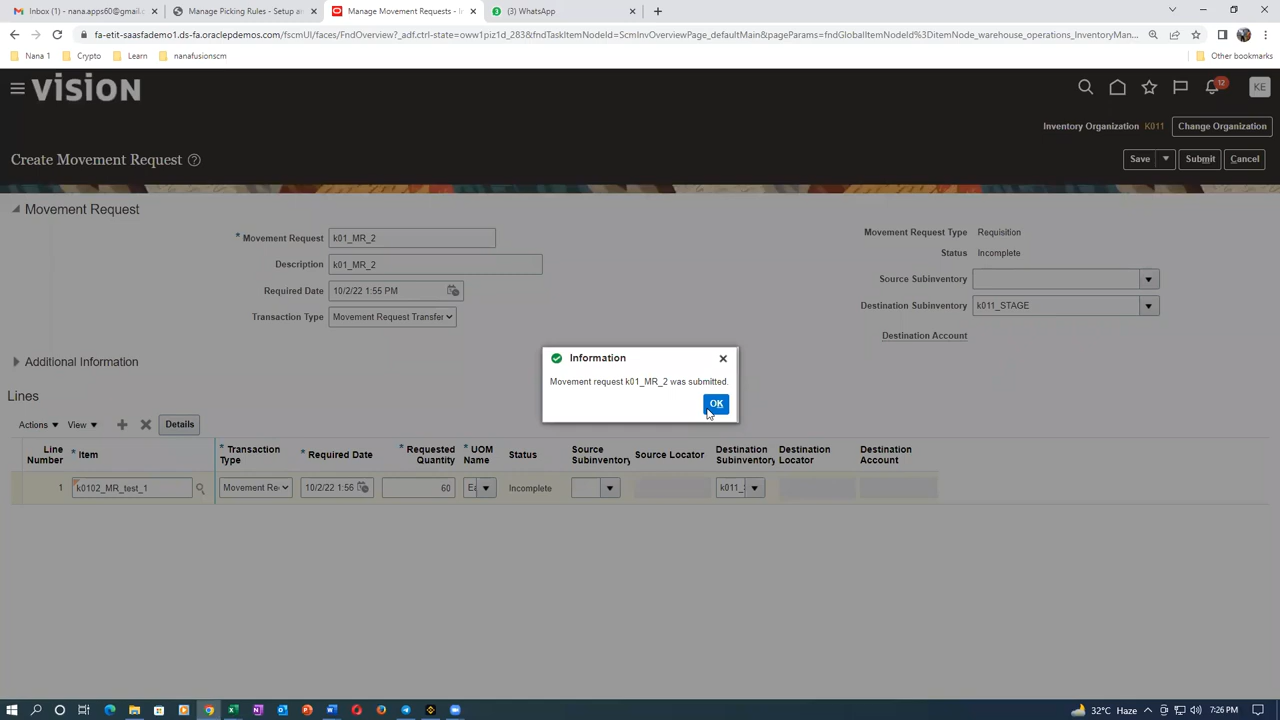 Inbox (1) - nana.apps60@gmail.c
Manage Picking Rules - Setup an
Manage Movement Requests - In
(3) WhatsApp
fa-etit-saasfademo1.ds-fa.oraclepdemos.com/fscmUI/faces/FndOverview?_adf.ctrl-state=oww1piz1d_283&fndTaskItemNodeId=ScmInvOverviewPage_defaultMain&pageParams=fndGlobalItemNodeId%3DitemNode_warehouse_operations_InventoryMan...
Nana 1
Crypto
Learn
nanafusionscm
Other bookmarks
VISION
12
KE
Inventory Organization K011
Change Organization
Create Movement Request
Save
Submit
Cancel
Movement Request
* Movement Request k01_MR_2
Description k01_MR_2
Required Date 10/2/22 1:55 PM
Transaction Type Movement Request Transfer
Movement Request Type Requisition
Status Incomplete
Source Subinventory
Destination Subinventory k011_STAGE
Destination Account
Additional Information
Information
Movement request k01_MR_2 was submitted.
OK
Lines
Actions
View
Details
Line Number
* Item
* Transaction Type
* Required Date
* Requested Quantity
* UOM Name
Status
Source Subinventory
Source Locator
Destination Subinventory
Destination Locator
Destination Account
1
k0102_MR_test_1
Movement Re
10/2/22 1:56
60
Ea
Incomplete
k011_
32°C Haze
7:26 PM